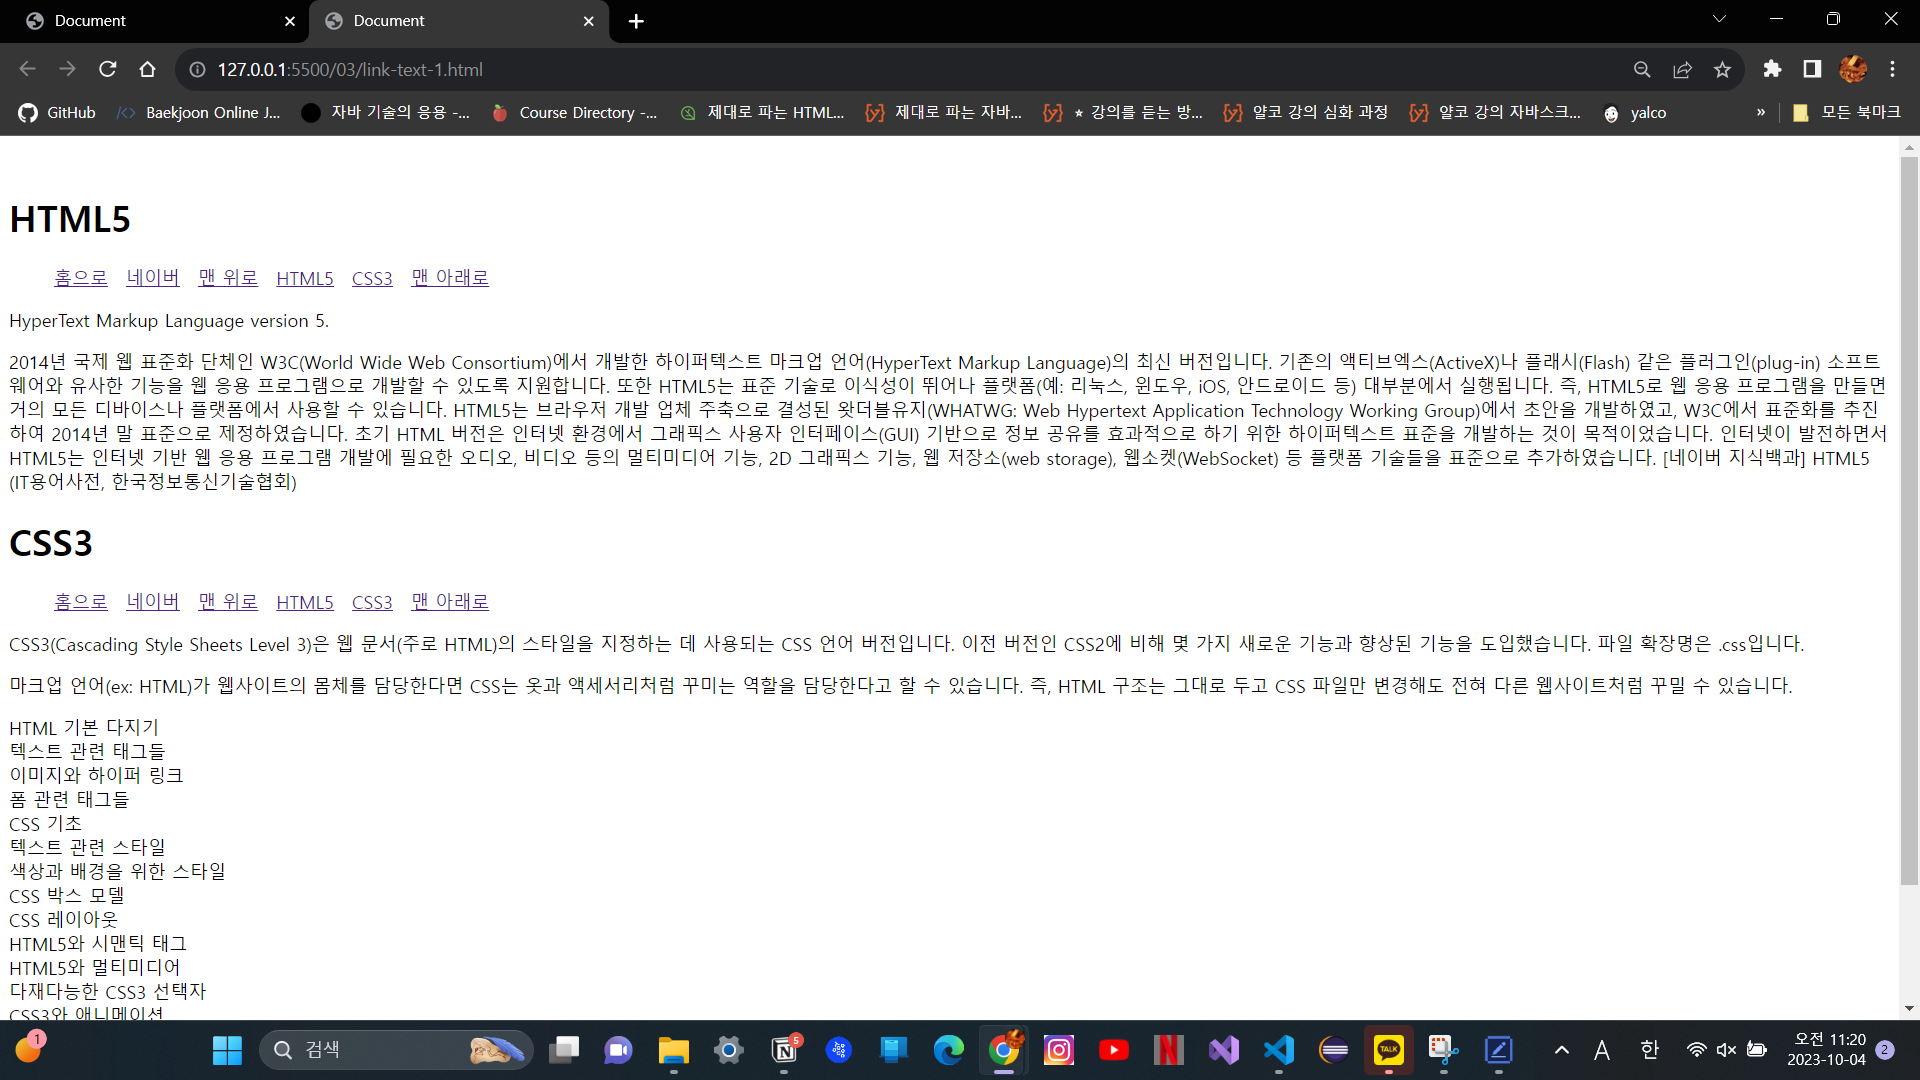 Document
Document
127.0.0.1:5500/03/link-text-1.html
GitHub
Baekjoon Online J...
자바 기술의 응용 -...
Course Directory -...
제대로 파는 HTML...
제대로 파는 자바...
★ 강의를 듣는 방...
얄코 강의 심화 과정
얄코 강의 자바스크...
yalco
»
모든 북마크
HTML5
홈으로 네이버 맨 위로 HTML5 CSS3 맨 아래로
HyperText Markup Language version 5.
2014년 국제 웹 표준화 단체인 W3C(World Wide Web Consortium)에서 개발한 하이퍼텍스트 마크업 언어(HyperText Markup Language)의 최신 버전입니다. 기존의 액티브엑스(ActiveX)나 플래시(Flash) 같은 플러그인(plug-in) 소프트
웨어와 유사한 기능을 웹 응용 프로그램으로 개발할 수 있도록 지원합니다. 또한 HTML5는 표준 기술로 이식성이 뛰어나 플랫폼(예: 리눅스, 윈도우, iOS, 안드로이드 등) 대부분에서 실행됩니다. 즉, HTML5로 웹 응용 프로그램을 만들면
거의 모든 디바이스나 플랫폼에서 사용할 수 있습니다. HTML5는 브라우저 개발 업체 주축으로 결성된 왓더블유지(WHATWG: Web Hypertext Application Technology Working Group)에서 초안을 개발하였고, W3C에서 표준화를 추진
하여 2014년 말 표준으로 제정하였습니다. 초기 HTML 버전은 인터넷 환경에서 그래픽스 사용자 인터페이스(GUI) 기반으로 정보 공유를 효과적으로 하기 위한 하이퍼텍스트 표준을 개발하는 것이 목적이었습니다. 인터넷이 발전하면서
HTML5는 인터넷 기반 웹 응용 프로그램 개발에 필요한 오디오, 비디오 등의 멀티미디어 기능, 2D 그래픽스 기능, 웹 저장소(web storage), 웹소켓(WebSocket) 등 플랫폼 기술들을 표준으로 추가하였습니다. [네이버 지식백과] HTML5
(IT용어사전, 한국정보통신기술협회)
CSS3
홈으로 네이버 맨 위로 HTML5 CSS3 맨 아래로
CSS3(Cascading Style Sheets Level 3)은 웹 문서(주로 HTML)의 스타일을 지정하는 데 사용되는 CSS 언어 버전입니다. 이전 버전인 CSS2에 비해 몇 가지 새로운 기능과 향상된 기능을 도입했습니다. 파일 확장명은 .css입니다.
마크업 언어(ex: HTML)가 웹사이트의 몸체를 담당한다면 CSS는 옷과 액세서리처럼 꾸미는 역할을 담당한다고 할 수 있습니다. 즉, HTML 구조는 그대로 두고 CSS 파일만 변경해도 전혀 다른 웹사이트처럼 꾸밀 수 있습니다.
HTML 기본 다지기
텍스트 관련 태그들
이미지와 하이퍼 링크
폼 관련 태그들
CSS 기초
텍스트 관련 스타일
색상과 배경을 위한 스타일
CSS 박스 모델
CSS 레이아웃
HTML5와 시맨틱 태그
HTML5와 멀티미디어
다재다능한 CSS3 선택자
CSS3와 애니메이션
1
검색
5
TALK
A
한
오전 11:20
2023-10-04
2